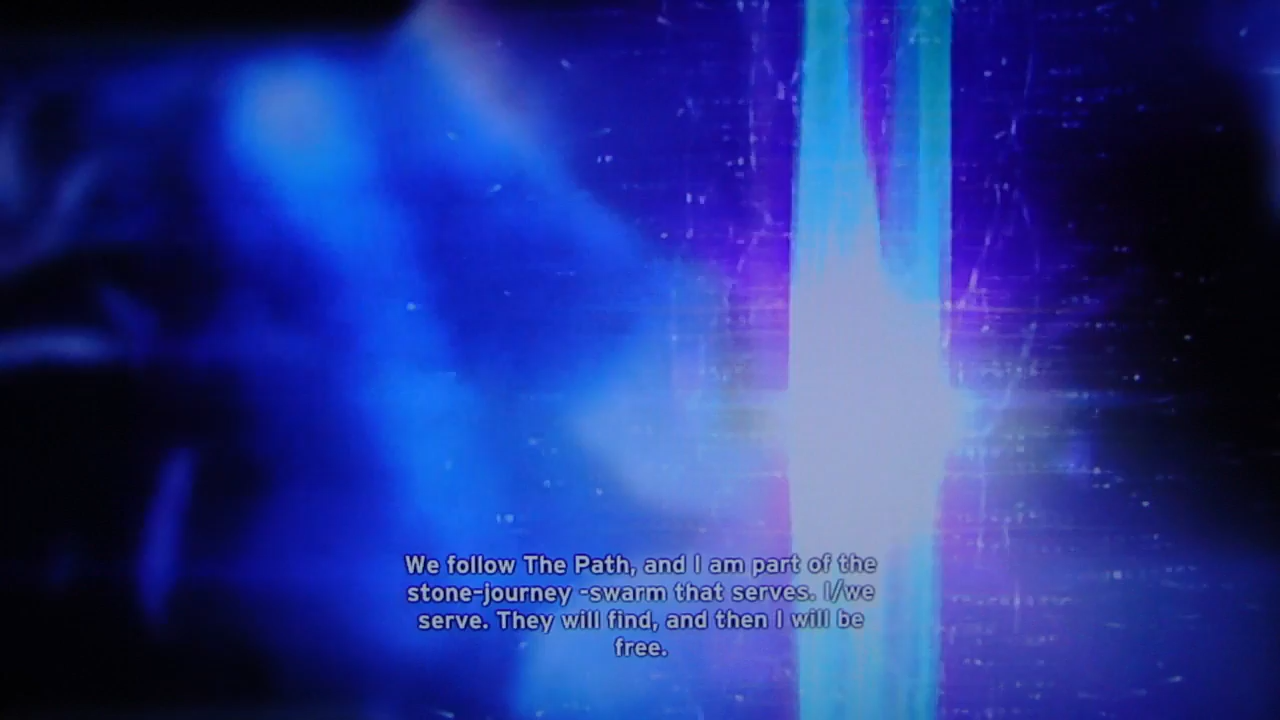 We follow The Path, and I am part of the
stone-journey -swarm that serves. I/we
serve. They will find, and then I will be
free.